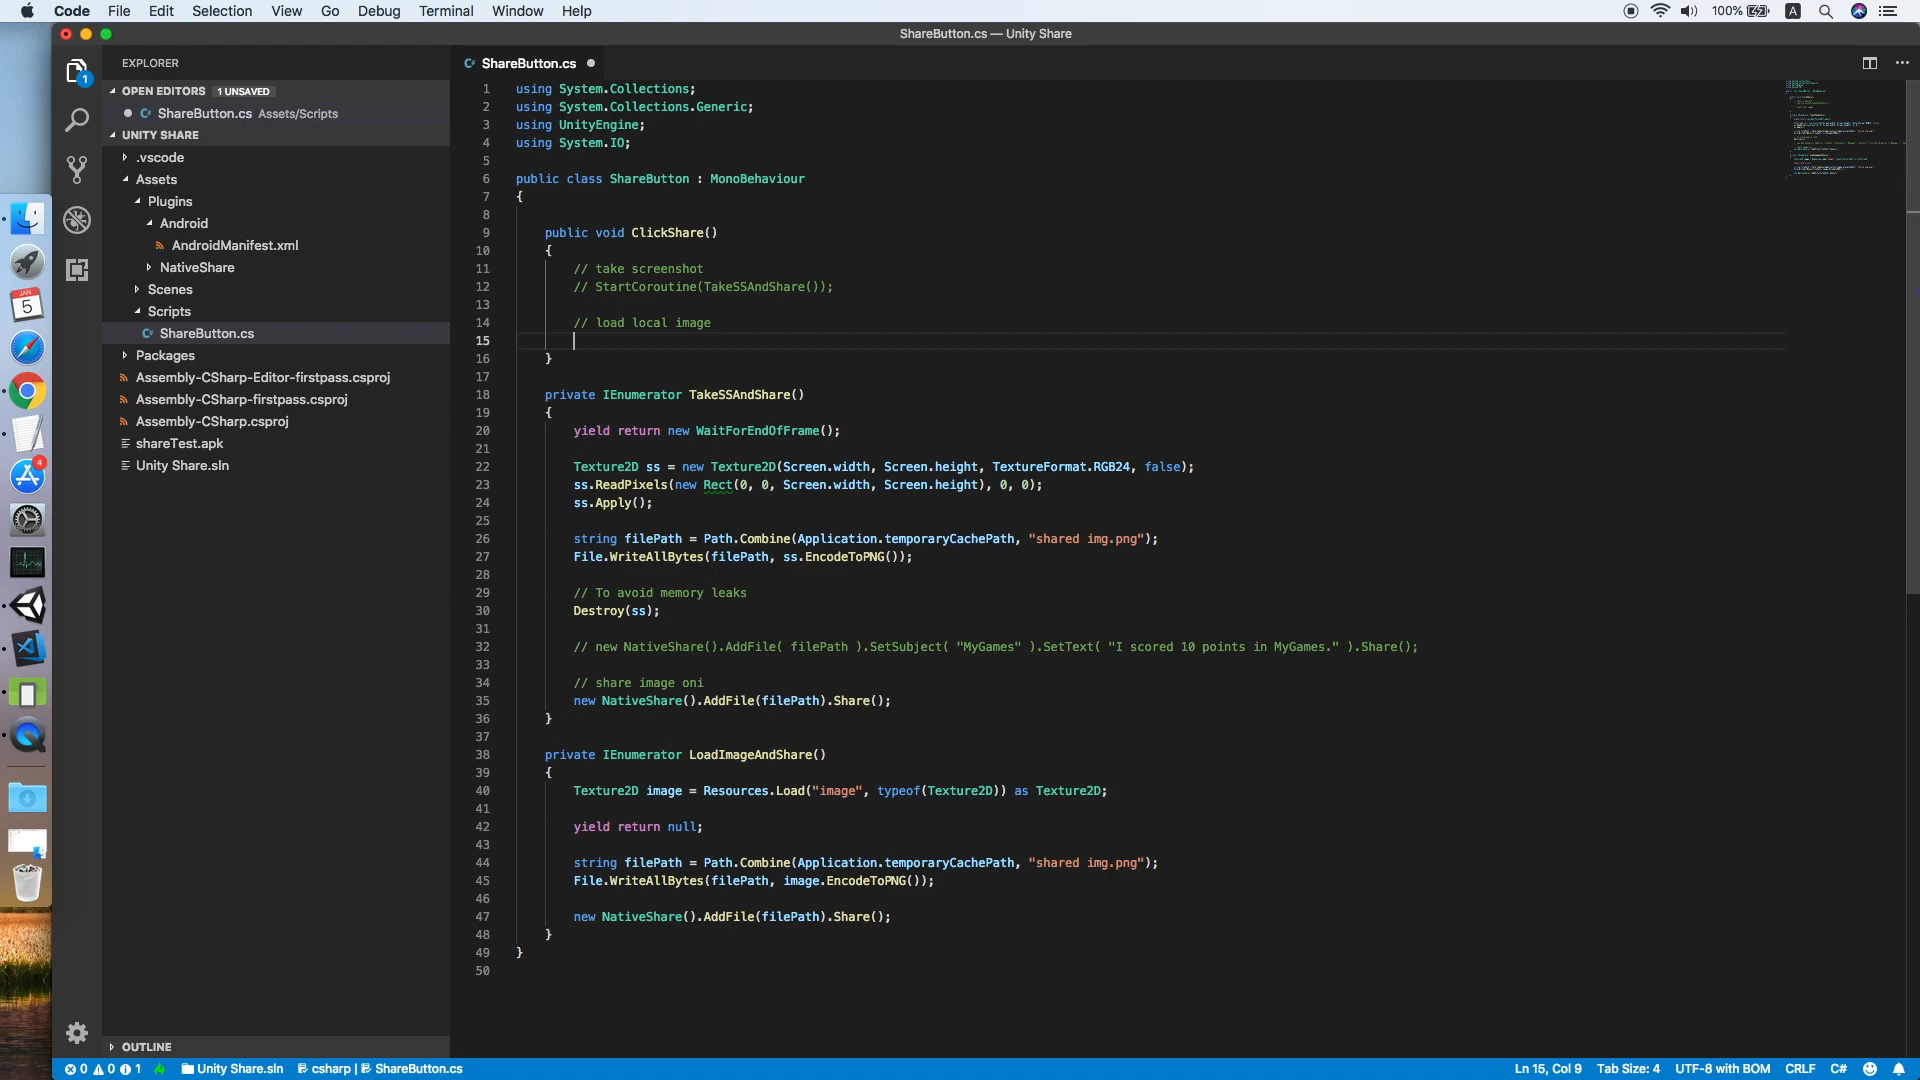 Code File Edit Selection View Go Debug Terminal Window Help 100% A
ShareButton.cs — Unity Share
EXPLORER
OPEN EDITORS 1 UNSAVED
ShareButton.cs Assets/Scripts
UNITY SHARE
.vscode
Assets
Plugins
Android
AndroidManifest.xml
NativeShare
Scenes
Scripts
ShareButton.cs
Packages
Assembly-CSharp-Editor-firstpass.csproj
Assembly-CSharp-firstpass.csproj
Assembly-CSharp.csproj
shareTest.apk
Unity Share.sln
OUTLINE
1
JAN
5
4
ShareButton.cs
1 using System.Collections;
2 using System.Collections.Generic;
3 using UnityEngine;
4 using System.IO;
5
6 public class ShareButton : MonoBehaviour
7 {
8
9 public void ClickShare()
10 {
11 // take screenshot
12 // StartCoroutine(TakeSSAndShare());
13
14 // load local image
15
16 }
17
18 private IEnumerator TakeSSAndShare()
19 {
20 yield return new WaitForEndOfFrame();
21
22 Texture2D ss = new Texture2D(Screen.width, Screen.height, TextureFormat.RGB24, false);
23 ss.ReadPixels(new Rect(0, 0, Screen.width, Screen.height), 0, 0);
24 ss.Apply();
25
26 string filePath = Path.Combine(Application.temporaryCachePath, "shared img.png");
27 File.WriteAllBytes(filePath, ss.EncodeToPNG());
28
29 // To avoid memory leaks
30 Destroy(ss);
31
32 // new NativeShare().AddFile( filePath ).SetSubject( "MyGames" ).SetText( "I scored 10 points in MyGames." ).Share();
33
34 // share image oni
35 new NativeShare().AddFile(filePath).Share();
36 }
37
38 private IEnumerator LoadImageAndShare()
39 {
40 Texture2D image = Resources.Load("image", typeof(Texture2D)) as Texture2D;
41
42 yield return null;
43
44 string filePath = Path.Combine(Application.temporaryCachePath, "shared img.png");
45 File.WriteAllBytes(filePath, image.EncodeToPNG());
46
47 new NativeShare().AddFile(filePath).Share();
48 }
49 }
50
0 0 1 Unity Share.sln csharp | ShareButton.cs Ln 15, Col 9 Tab Size: 4 UTF-8 with BOM CRLF C#